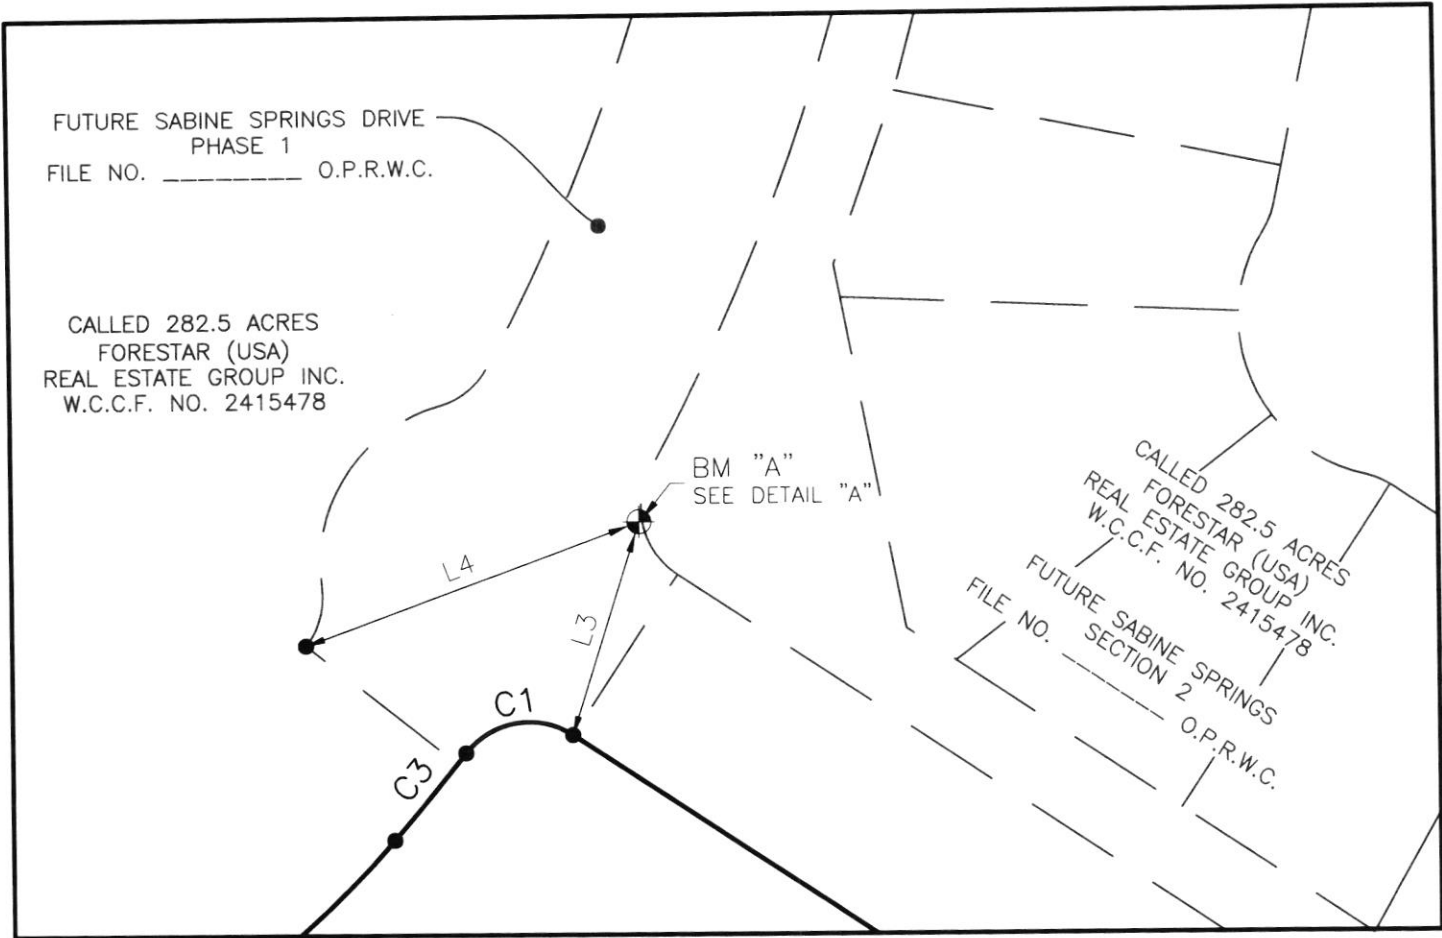 FUTURE SABINE SPRINGS DRIVE
PHASE 1
FILE NO. ________ O.P.R.W.C.
CALLED 282.5 ACRES
FORESTAR (USA)
REAL ESTATE GROUP INC.
W.C.C.F. NO. 2415478
BM "A"
SEE DETAIL "A"
L4
L3
C1
C3
CALLED 282.5 ACRES
FORESTAR (USA)
REAL ESTATE GROUP INC.
W.C.C.F. NO. 2415478
FUTURE SABINE SPRINGS
SECTION 2
FILE NO. _______ O.P.R.W.C.